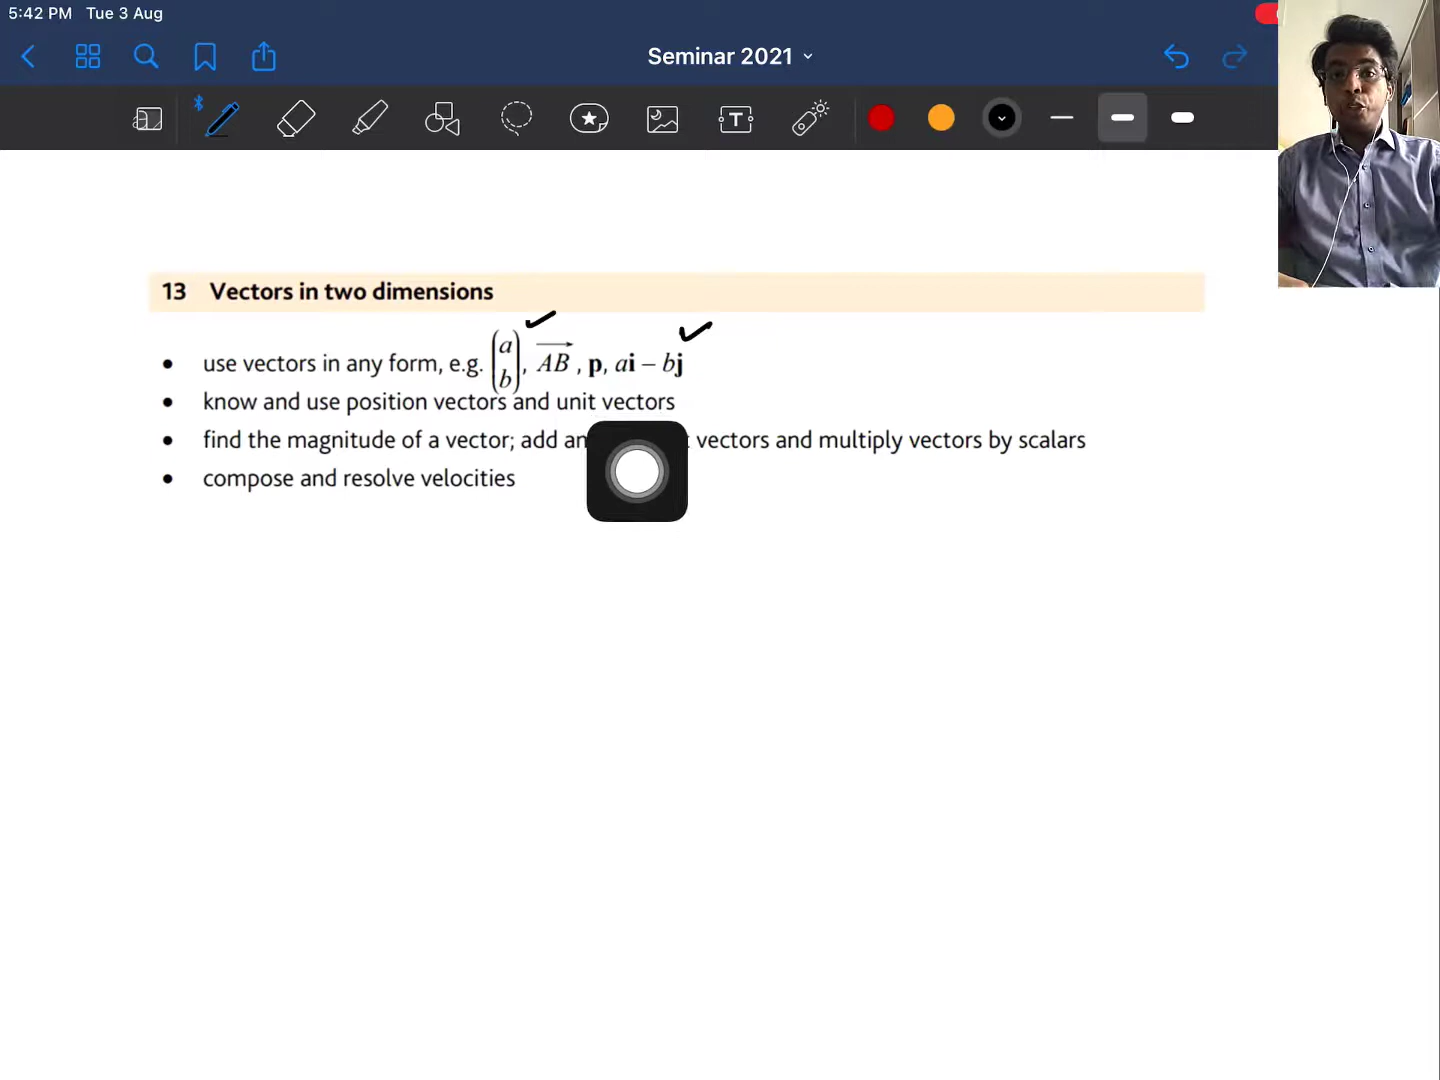 5:42 PM Tue 3 Aug
Seminar 2021
T
13 Vectors in two dimensions
• use vectors in any form, e.g. (a b), AB, p, ai – bj
• know and use position vectors and unit vectors
• find the magnitude of a vector; add an vectors and multiply vectors by scalars
• compose and resolve velocities